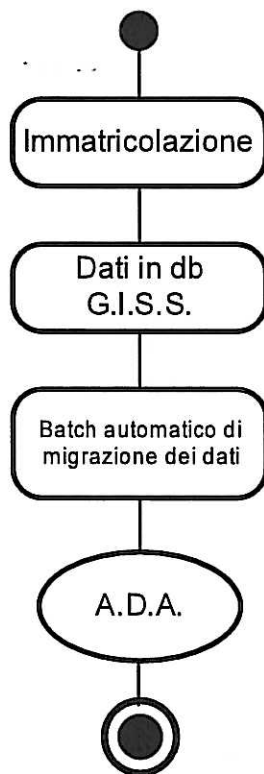 Immatricolazione
Dati in db
G.I.S.S.
Batch automatico di
migrazione dei dati
A.D.A.